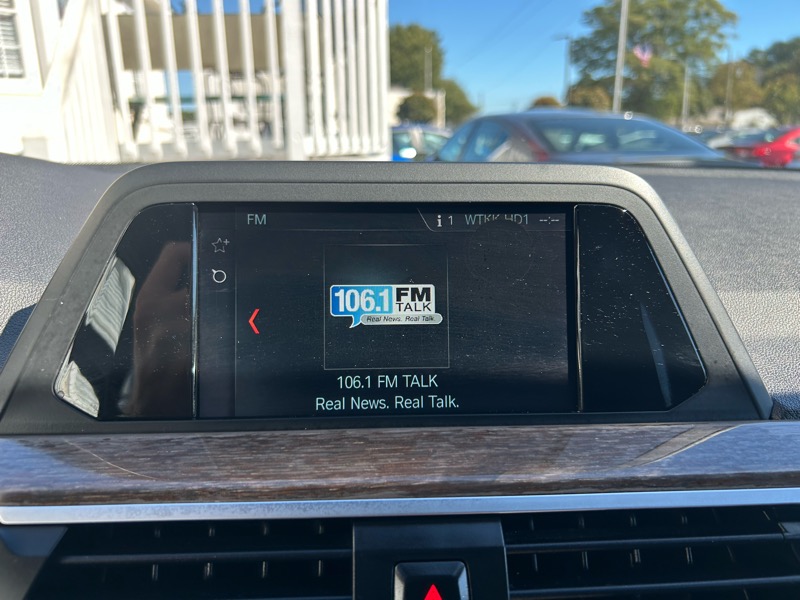 FM
1 WTKK HD1 --:--
106.1 FM
TALK
Real News. Real Talk.
106.1 FM TALK
Real News. Real Talk.